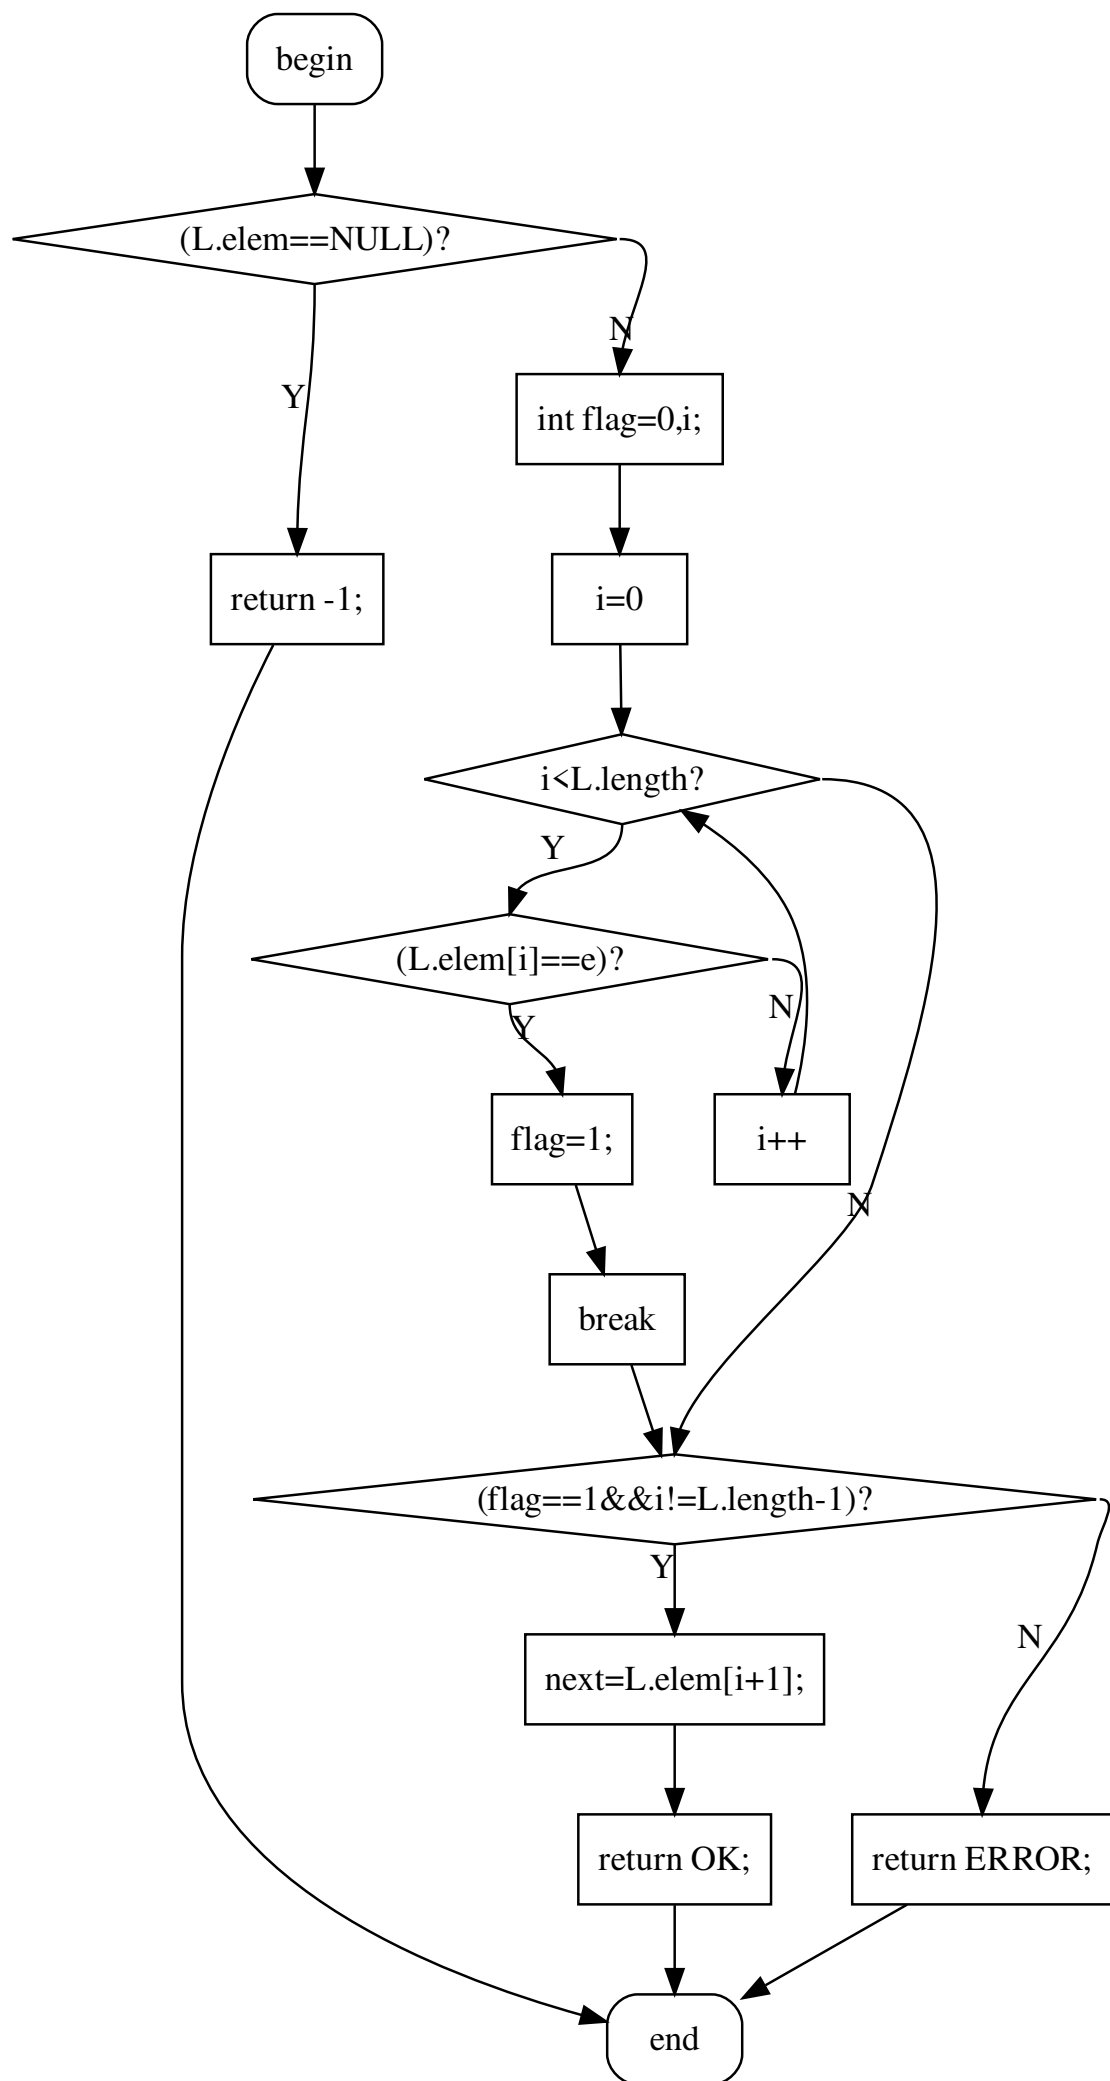 begin
(L.elem==NULL)?
N
Y
int flag=0,i;
return -1;
i=0
i<L.length?
Y
(L.elem[i]==e)?
N
Y
flag=1;
i++
N
break
(flag==1&&i!=L.length-1)?
Y
N
next=L.elem[i+1];
return OK;
return ERROR;
end